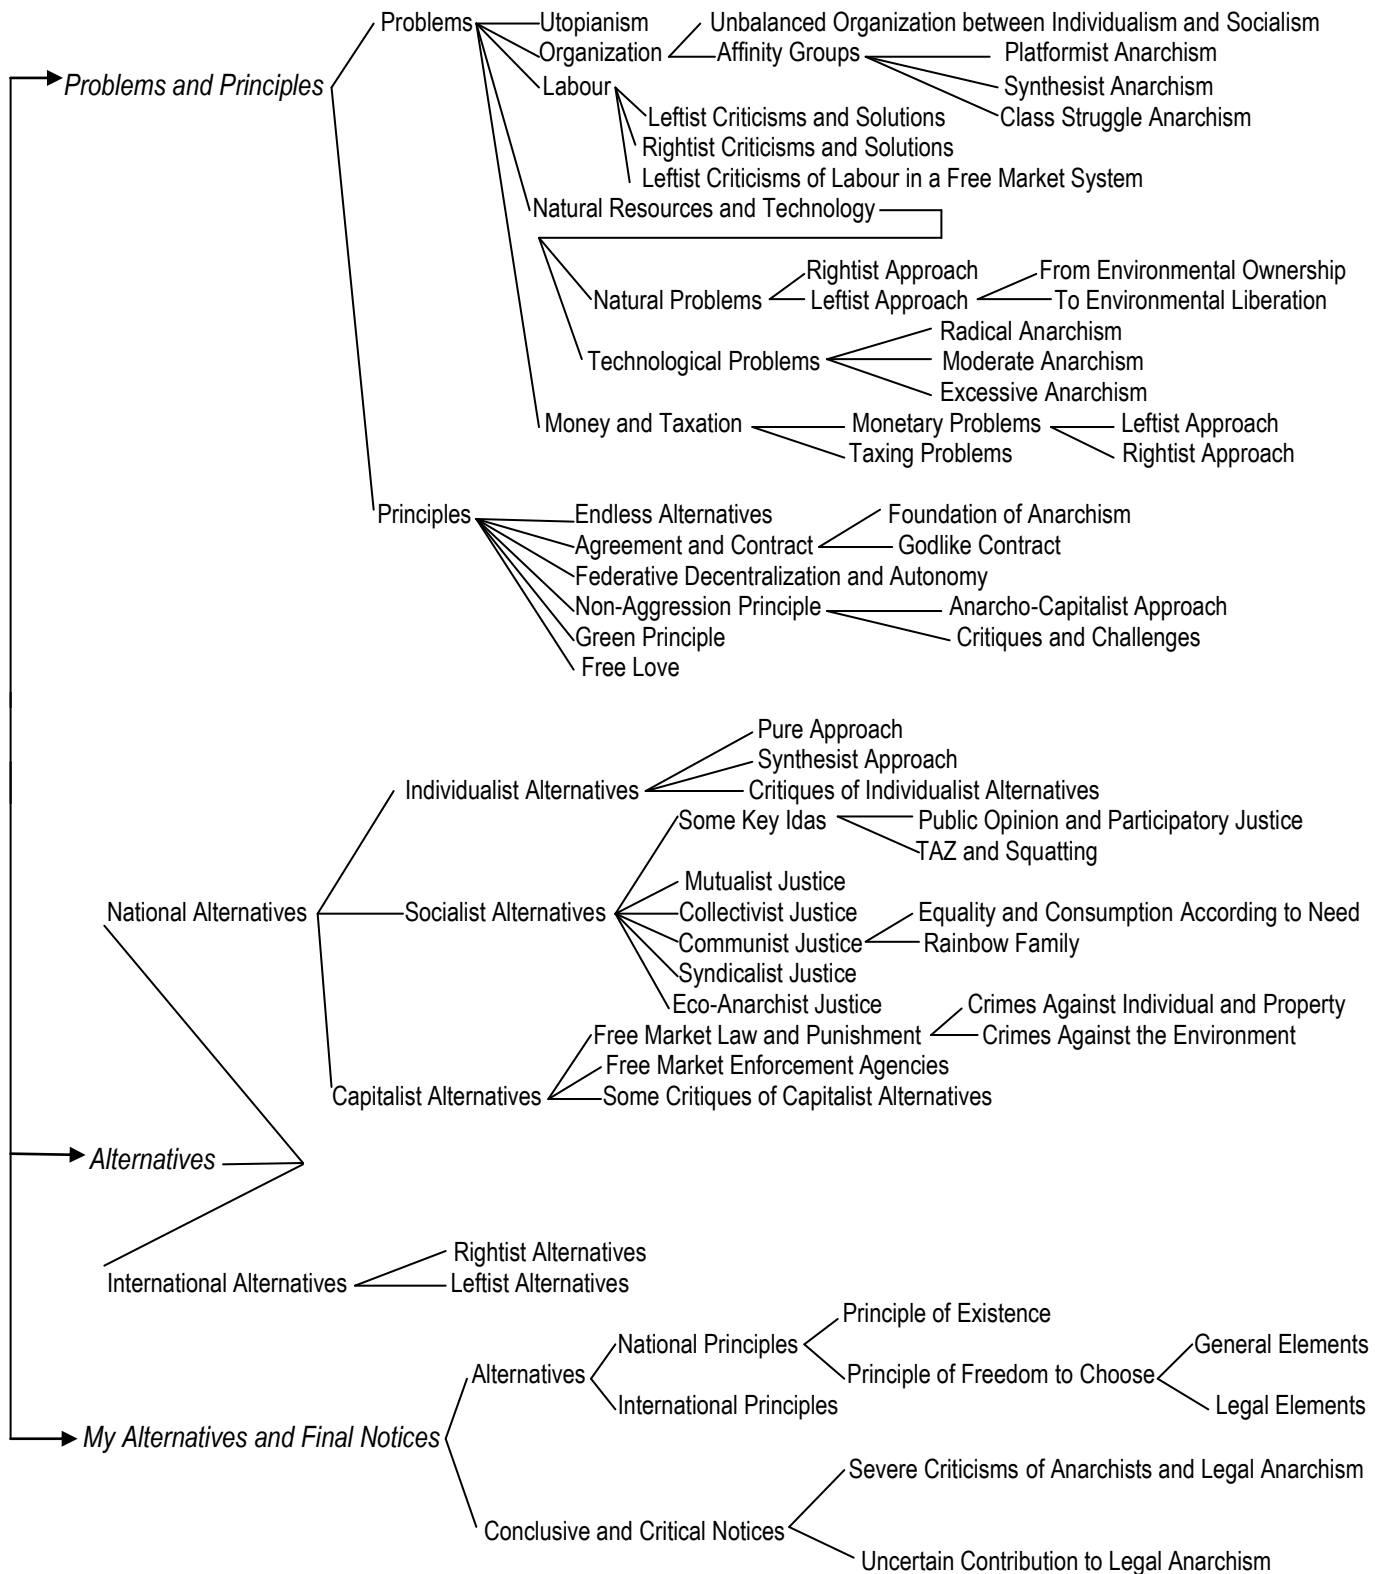 Problems
Utopianism
Unbalanced Organization between Individualism and Socialism
Organization
Affinity Groups
Platformist Anarchism
Problems and Principles
Labour
Synthesist Anarchism
Leftist Criticisms and Solutions
Class Struggle Anarchism
Rightist Criticisms and Solutions
Leftist Criticisms of Labour in a Free Market System
Natural Resources and Technology
Rightist Approach
From Environmental Ownership
Natural Problems
Leftist Approach
To Environmental Liberation
Radical Anarchism
Technological Problems
Moderate Anarchism
Excessive Anarchism
Money and Taxation
Monetary Problems
Leftist Approach
Taxing Problems
Rightist Approach
Principles
Endless Alternatives
Foundation of Anarchism
Agreement and Contract
Godlike Contract
Federative Decentralization and Autonomy
Non-Aggression Principle
Anarcho-Capitalist Approach
Green Principle
Critiques and Challenges
Free Love
Pure Approach
Synthesist Approach
Individualist Alternatives
Critiques of Individualist Alternatives
Some Key Idas
Public Opinion and Participatory Justice
TAZ and Squatting
Mutualist Justice
National Alternatives
Socialist Alternatives
Collectivist Justice
Equality and Consumption According to Need
Communist Justice
Rainbow Family
Syndicalist Justice
Eco-Anarchist Justice
Crimes Against Individual and Property
Free Market Law and Punishment
Crimes Against the Environment
Free Market Enforcement Agencies
Capitalist Alternatives
Some Critiques of Capitalist Alternatives
Alternatives
Rightist Alternatives
International Alternatives
Leftist Alternatives
Principle of Existence
National Principles
General Elements
Alternatives
Principle of Freedom to Choose
International Principles
Legal Elements
My Alternatives and Final Notices
Severe Criticisms of Anarchists and Legal Anarchism
Conclusive and Critical Notices
Uncertain Contribution to Legal Anarchism